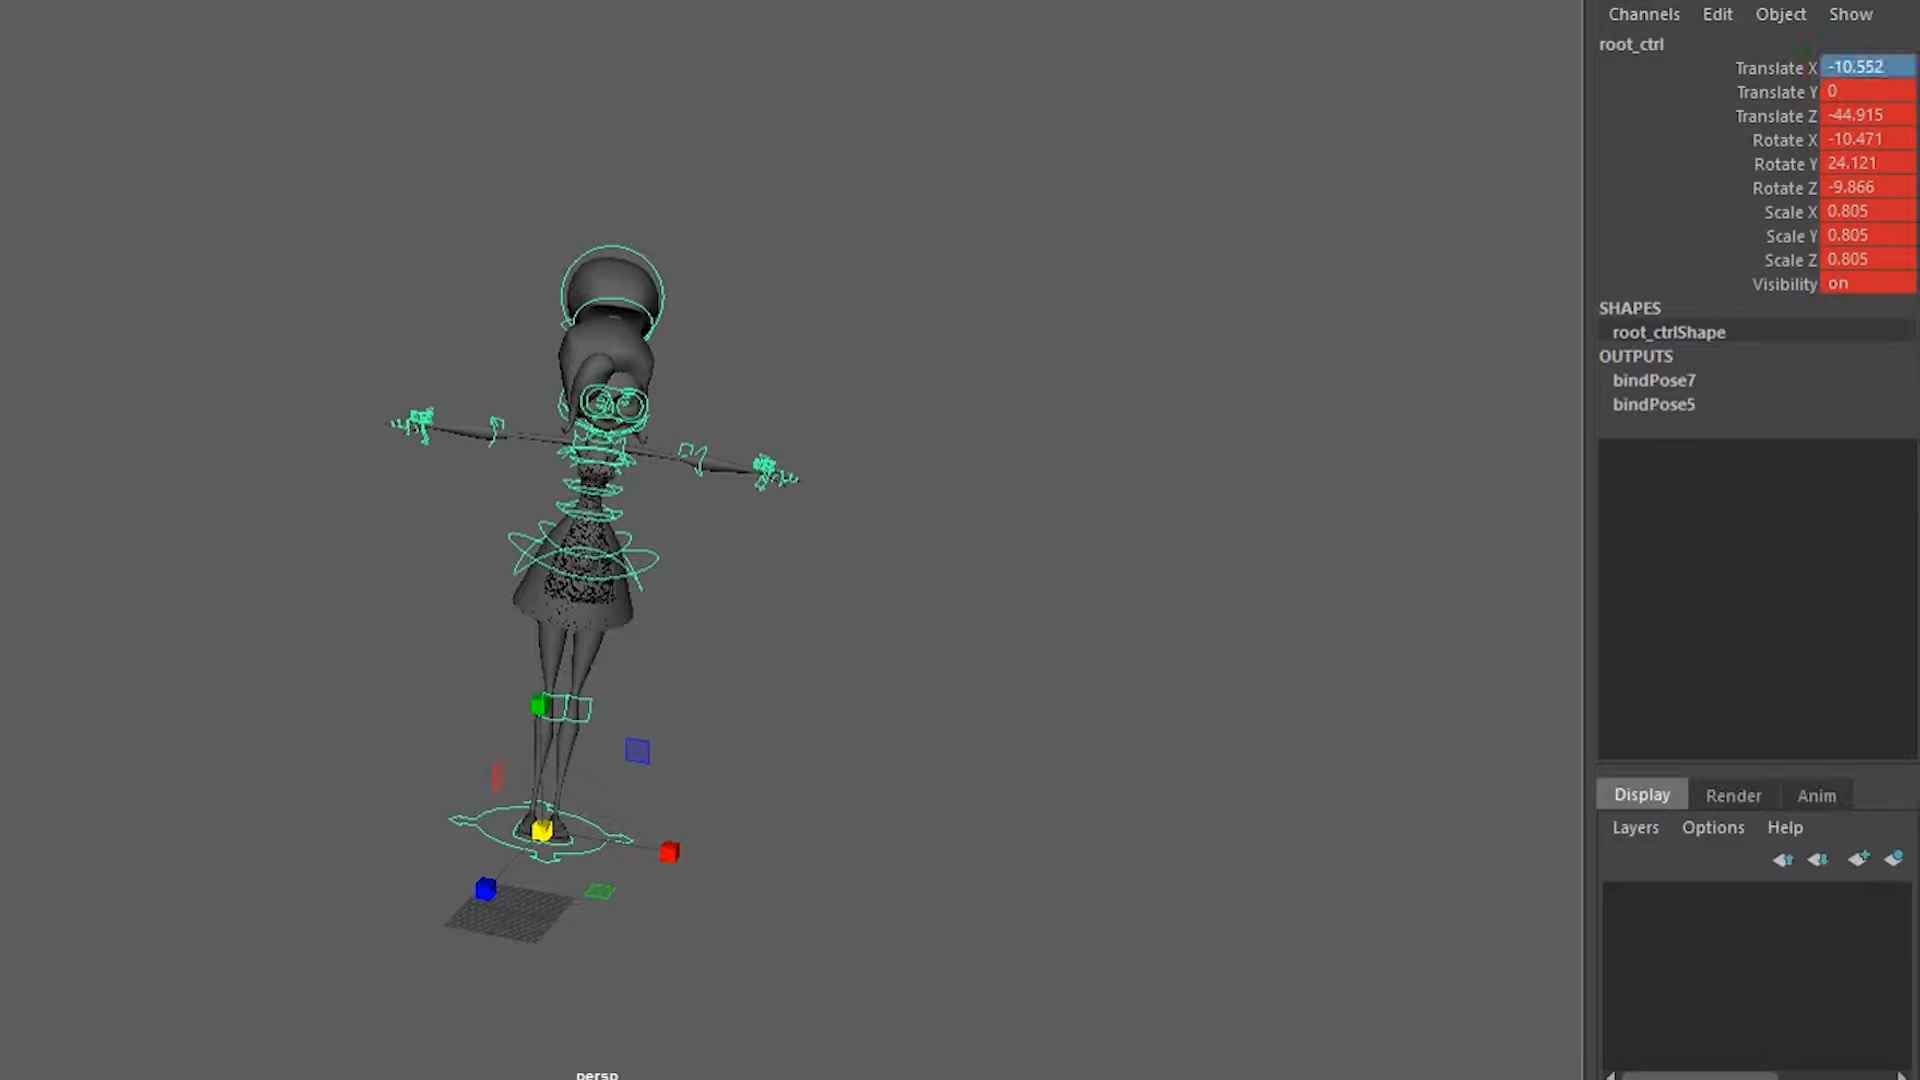 Channels Edit Object Show
root_ctrl
Translate X -10.552
Translate Y 0
Translate Z -44.915
Rotate X -10.471
Rotate Y 24.121
Rotate Z -9.866
Scale X 0.805
Scale Y 0.805
Scale Z 0.805
Visibility on
SHAPES
root_ctrlShape
OUTPUTS
bindPose7
bindPose5
Display Render Anim
Layers Options Help
persp